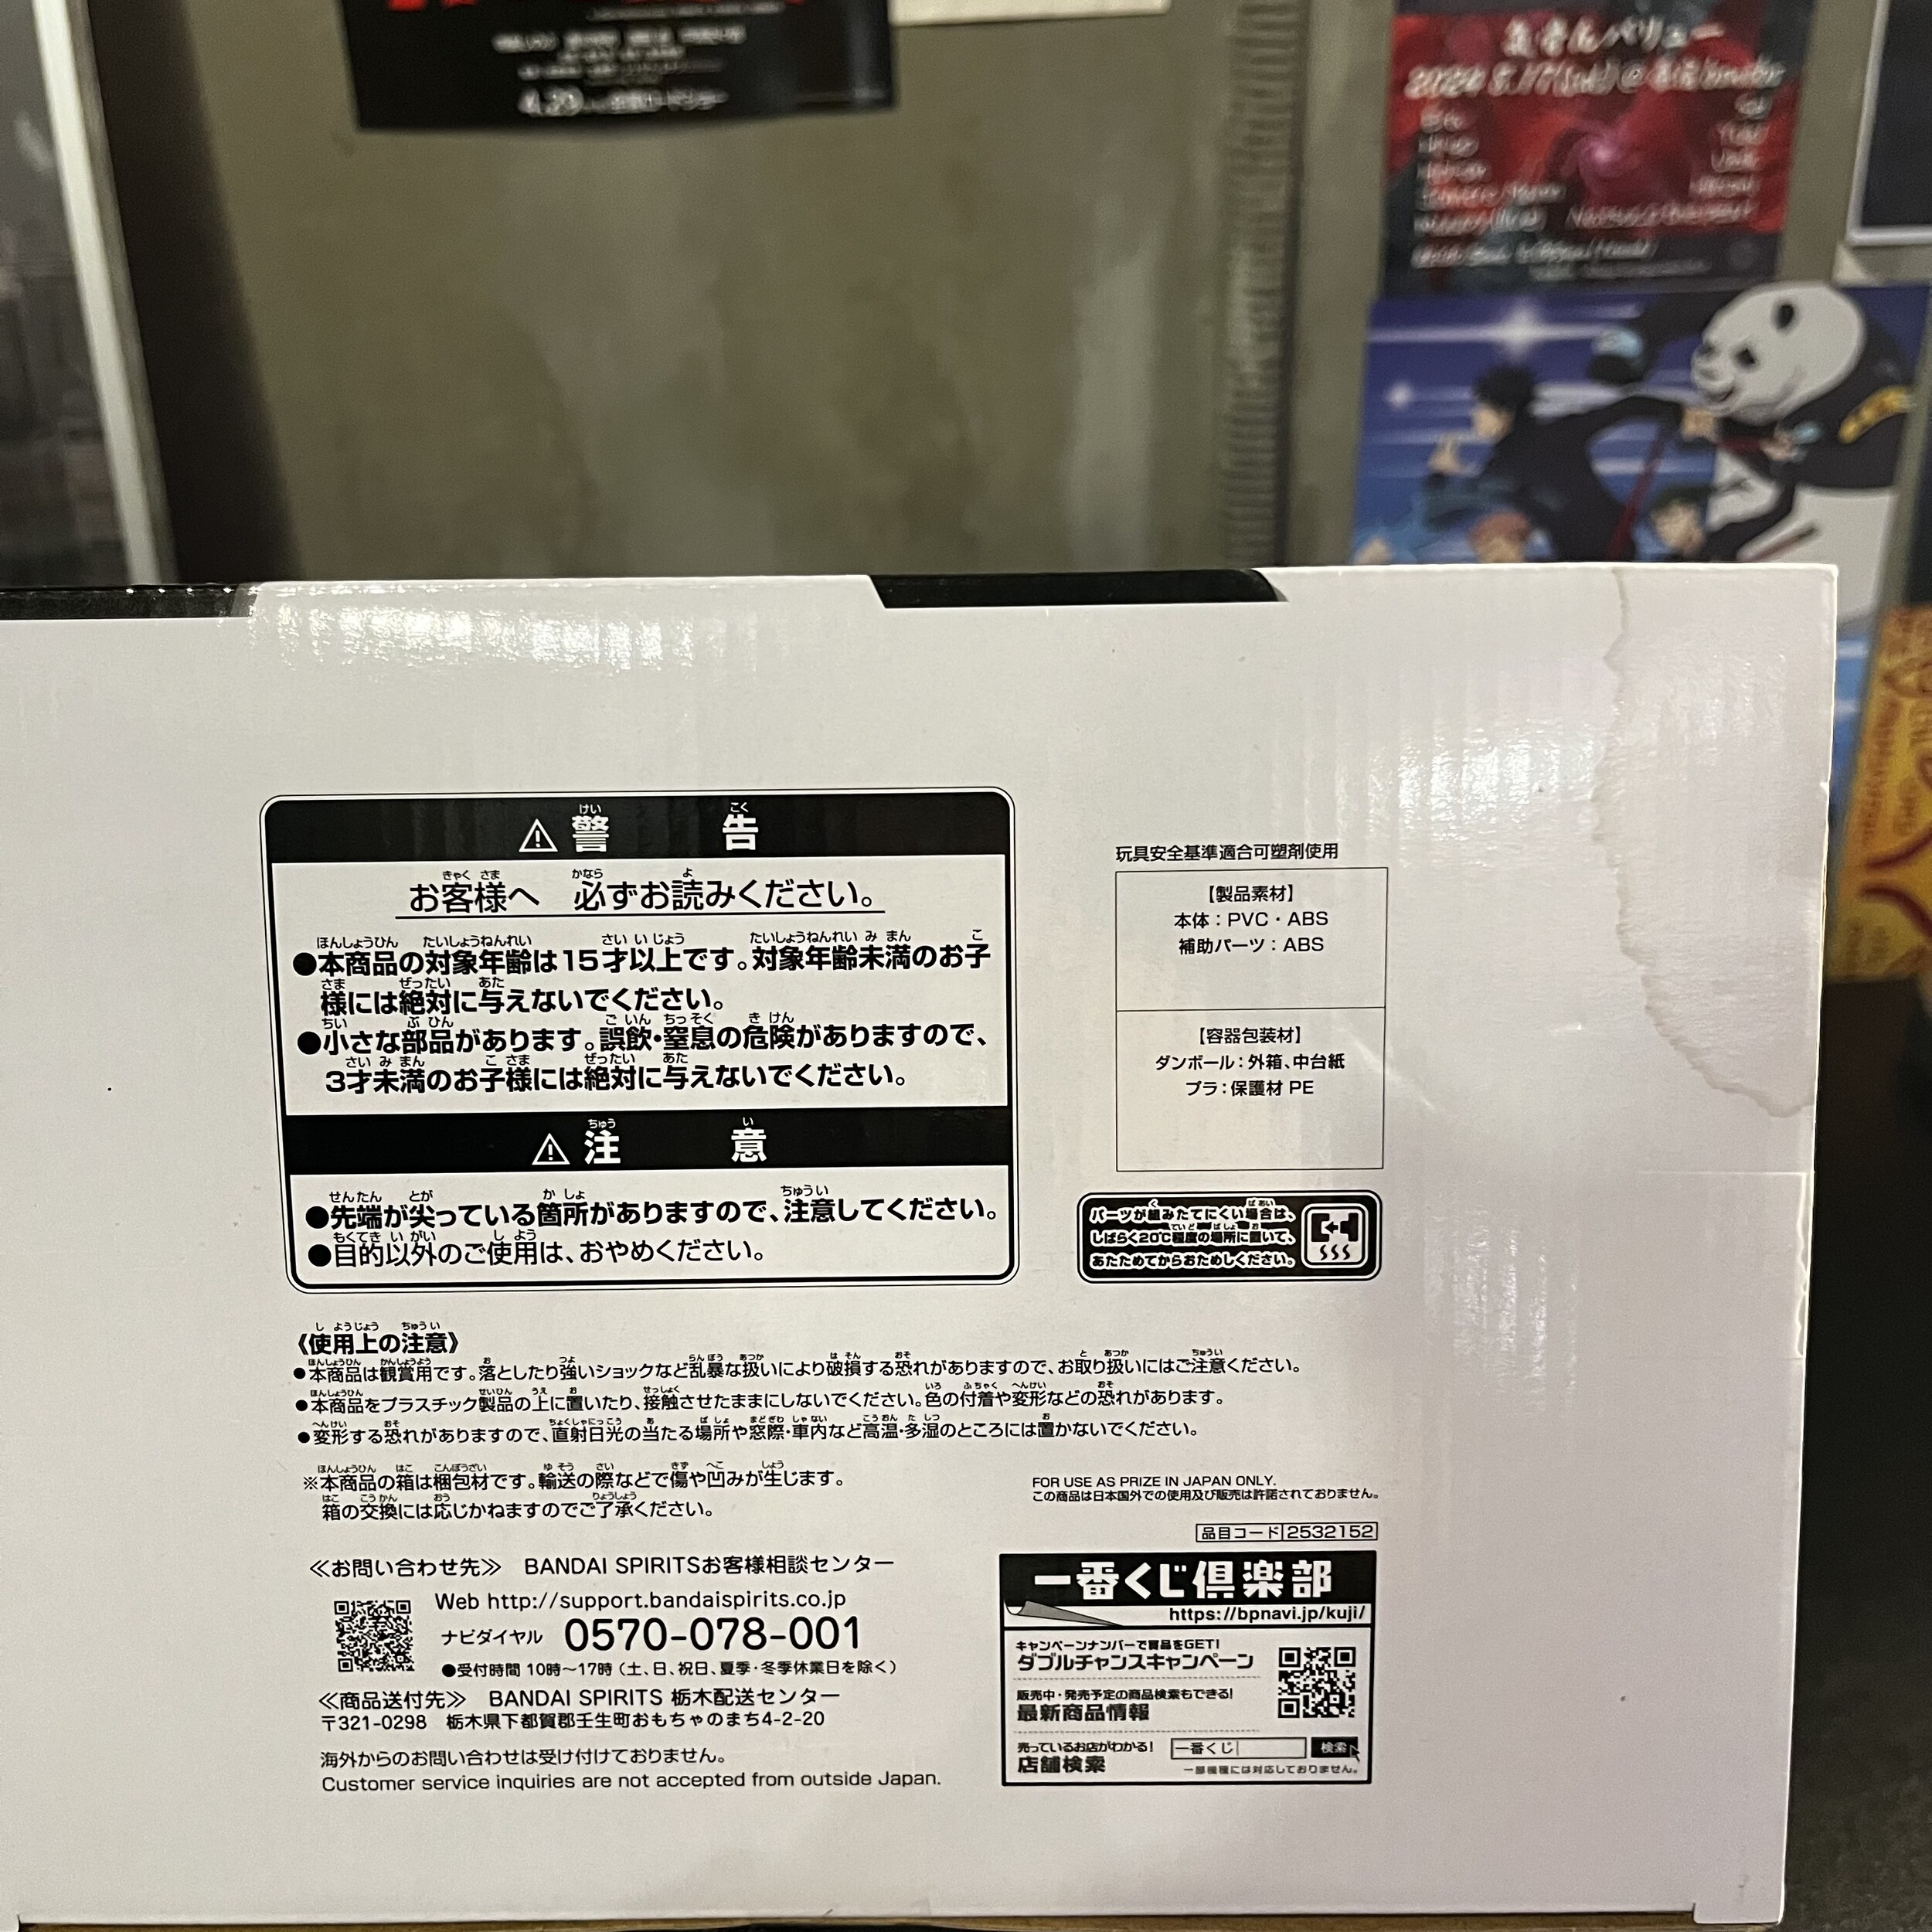 4.29
バリュー
警告
お客様へ 必ずお読みください。
●本商品の対象年齢は15才以上です。対象年齢未満のお子
様には絶対に与えないでください。
●小さな部品があります。誤飲・窒息の危険がありますので、
3才未満のお子様には絶対に与えないでください。
注意
●先端が尖っている箇所がありますので、注意してください。
●目的以外のご使用は、おやめください。
玩具安全基準適合可塑剤使用
【製品素材】
本体：PVC・ABS
補助パーツ：ABS
【容器包装材】
ダンボール：外箱、中台紙
プラ：保護材 PE
パーツが組みたてにくい場合は、
しばらく20℃程度の場所に置いて、
あたためてからおためしください。
《使用上の注意》
●本商品は観賞用です。落としたり強いショックなど乱暴な扱いにより破損する恐れがありますので、お取り扱いにはご注意ください。
●本商品をプラスチック製品の上に置いたり、接触させたままにしないでください。色の付着や変形などの恐れがあります。
●変形する恐れがありますので、直射日光の当たる場所や窓際・車内など高温・多湿のところには置かないでください。
※本商品の箱は梱包材です。輸送の際などで傷や凹みが生じます。
箱の交換には応じかねますのでご了承ください。
FOR USE AS PRIZE IN JAPAN ONLY.
この商品は日本国外での使用及び販売は許諾されておりません。
品目コード 2532152
≪お問い合わせ先≫ BANDAI SPIRITSお客様相談センター
Web http://support.bandaispirits.co.jp
ナビダイヤル 0570-078-001
●受付時間 10時～17時（土、日、祝日、夏季・冬季休業日を除く）
≪商品送付先≫ BANDAI SPIRITS 栃木配送センター
〒321-0298 栃木県下都賀郡壬生町おもちゃのまち4-2-20
海外からのお問い合わせは受け付けておりません。
Customer service inquiries are not accepted from outside Japan.
一番くじ倶楽部
https://bpnavi.jp/kuji/
キャンペーンナンバーで賞品をGET!
ダブルチャンスキャンペーン
販売中・発売予定の商品検索もできる!
最新商品情報
売っているお店がわかる!
店舗検索
一番くじ 検索
一部機種には対応しておりません。